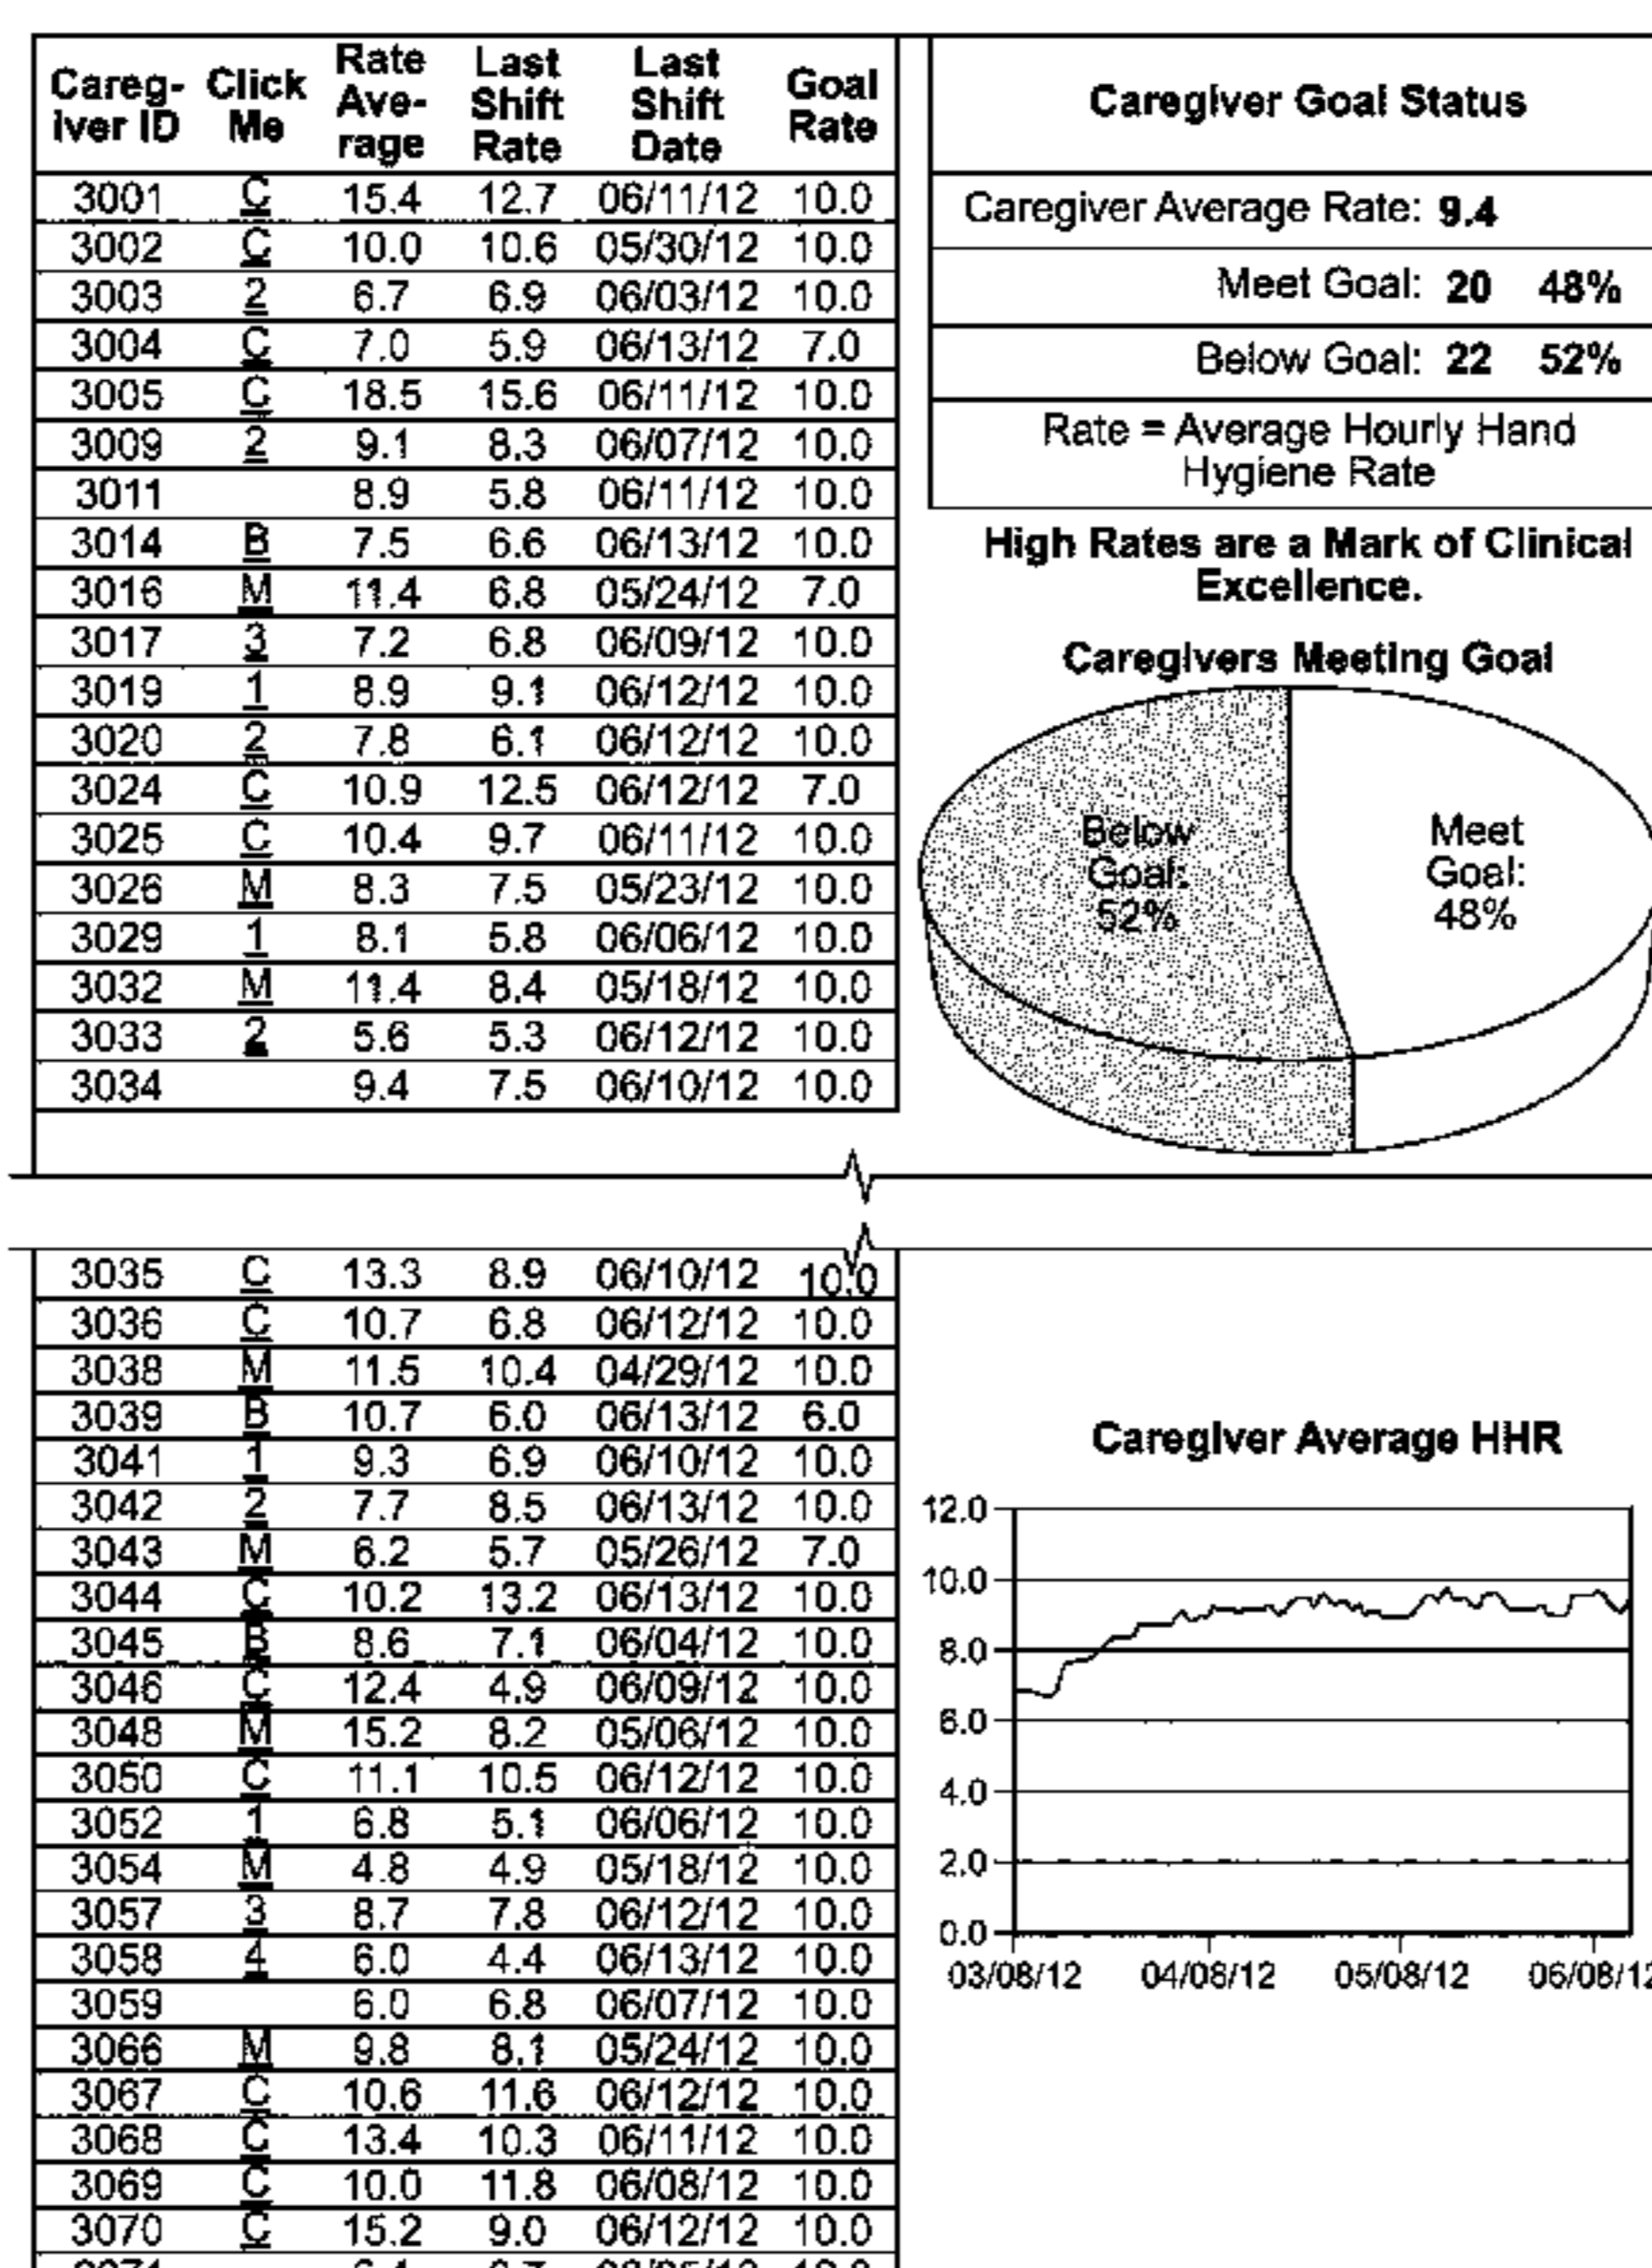 Careg-iver ID Click Me Rate Ave-rage Last Shift Rate Last Shift Date Goal Rate
3001 C 15.4 12.7 06/11/12 10.0
3002 C 10.0 10.6 05/30/12 10.0
3003 2 6.7 6.9 06/03/12 10.0
3004 C 7.0 5.9 06/13/12 7.0
3005 C 18.5 15.6 06/11/12 10.0
3009 2 9.1 8.3 06/07/12 10.0
3011 8.9 5.8 06/11/12 10.0
3014 B 7.5 6.6 06/13/12 10.0
3016 M 11.4 6.8 05/24/12 7.0
3017 3 7.2 6.8 06/09/12 10.0
3019 1 8.9 9.1 06/12/12 10.0
3020 2 7.8 6.1 06/12/12 10.0
3024 C 10.9 12.5 06/12/12 7.0
3025 C 10.4 9.7 06/11/12 10.0
3026 M 8.3 7.5 05/23/12 10.0
3029 1 8.1 5.8 06/06/12 10.0
3032 M 11.4 8.4 05/18/12 10.0
3033 2 5.6 5.3 06/12/12 10.0
3034 9.4 7.5 06/10/12 10.0
3035 C 13.3 8.9 06/10/12 10.0
3036 C 10.7 6.8 06/12/12 10.0
3038 M 11.5 10.4 04/29/12 10.0
3039 B 10.7 6.0 06/13/12 6.0
3041 1 9.3 6.9 06/10/12 10.0
3042 2 7.7 8.5 06/13/12 10.0
3043 M 6.2 5.7 05/26/12 7.0
3044 C 10.2 13.2 06/13/12 10.0
3045 B 8.6 7.1 06/04/12 10.0
3046 C 12.4 4.9 06/09/12 10.0
3048 M 15.2 8.2 05/06/12 10.0
3050 C 11.1 10.5 06/12/12 10.0
3052 1 6.8 5.1 06/06/12 10.0
3054 M 4.8 4.9 05/18/12 10.0
3057 3 8.7 7.8 06/12/12 10.0
3058 4 6.0 4.4 06/13/12 10.0
3059 6.0 6.8 06/07/12 10.0
3066 M 9.8 8.1 05/24/12 10.0
3067 C 10.6 11.6 06/12/12 10.0
3068 C 13.4 10.3 06/11/12 10.0
3069 C 10.0 11.8 06/08/12 10.0
3070 C 15.2 9.0 06/12/12 10.0
Caregiver Goal Status
Caregiver Average Rate: 9.4
Meet Goal: 20 48%
Below Goal: 22 52%
Rate = Average Hourly Hand
Hygiene Rate
High Rates are a Mark of Clinical
Excellence.
Caregivers Meeting Goal
Below
Goal:
52%
Meet
Goal:
48%
Caregiver Average HHR
12.0
10.0
8.0
6.0
4.0
2.0
0.0
03/08/12 04/08/12 05/08/12 06/08/12